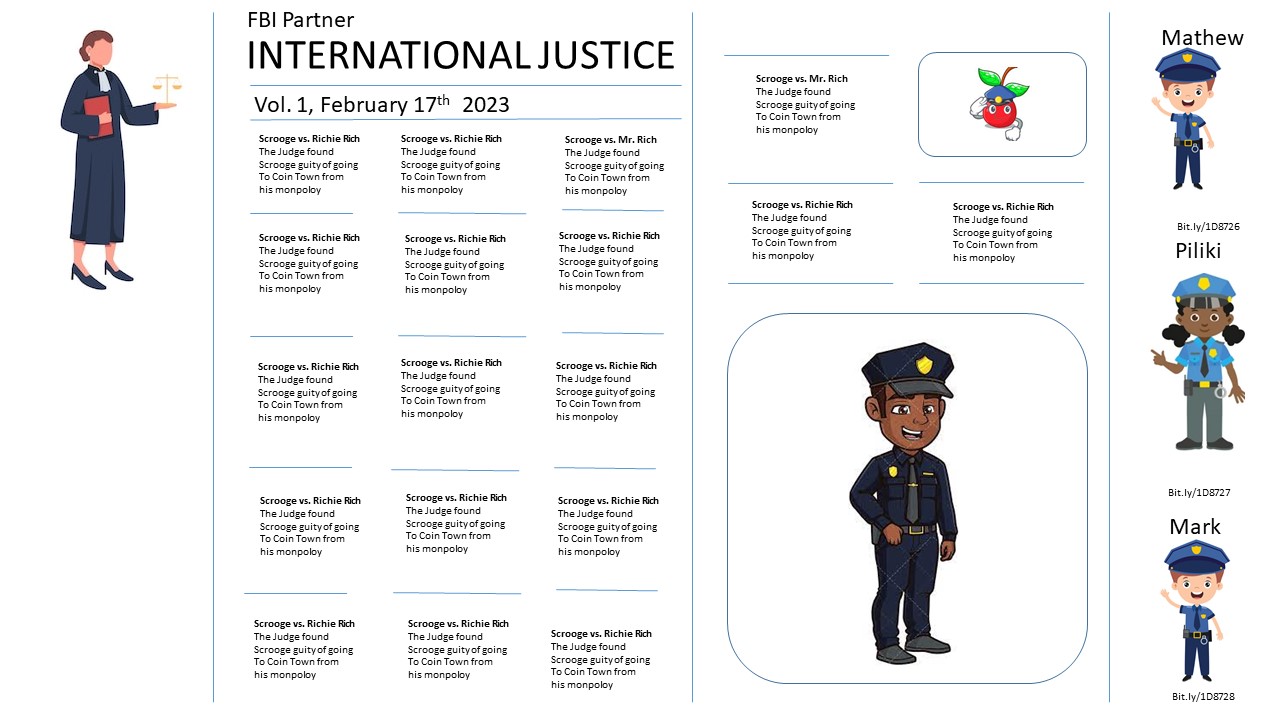 FBI Partner
INTERNATIONAL JUSTICE
Vol. 1, February 17th 2023
Scrooge vs. Richie Rich
The Judge found
Scrooge guity of going
To Coin Town from
his monpoloy
Scrooge vs. Richie Rich
The Judge found
Scrooge guity of going
To Coin Town from
his monpoloy
Scrooge vs. Mr. Rich
The Judge found
Scrooge guity of going
To Coin Town from
his monpoloy
Scrooge vs. Richie Rich
The Judge found
Scrooge guity of going
To Coin Town from
his monpoloy
Scrooge vs. Richie Rich
The Judge found
Scrooge guity of going
To Coin Town from
his monpoloy
Scrooge vs. Richie Rich
The Judge found
Scrooge guity of going
To Coin Town from
his monpoloy
Scrooge vs. Richie Rich
The Judge found
Scrooge guity of going
To Coin Town from
his monpoloy
Scrooge vs. Richie Rich
The Judge found
Scrooge guity of going
To Coin Town from
his monpoloy
Scrooge vs. Richie Rich
The Judge found
Scrooge guity of going
To Coin Town from
his monpoloy
Scrooge vs. Richie Rich
The Judge found
Scrooge guity of going
To Coin Town from
his monpoloy
Scrooge vs. Richie Rich
The Judge found
Scrooge guity of going
To Coin Town from
his monpoloy
Scrooge vs. Richie Rich
The Judge found
Scrooge guity of going
To Coin Town from
his monpoloy
Scrooge vs. Richie Rich
The Judge found
Scrooge guity of going
To Coin Town from
his monpoloy
Scrooge vs. Richie Rich
The Judge found
Scrooge guity of going
To Coin Town from
his monpoloy
Scrooge vs. Richie Rich
The Judge found
Scrooge guity of going
To Coin Town from
his monpoloy
Scrooge vs. Mr. Rich
The Judge found
Scrooge guity of going
To Coin Town from
his monpoloy
Scrooge vs. Richie Rich
The Judge found
Scrooge guity of going
To Coin Town from
his monpoloy
Scrooge vs. Richie Rich
The Judge found
Scrooge guity of going
To Coin Town from
his monpoloy
Mathew
Bit.ly/1D8726
Piliki
Bit.ly/1D8727
Mark
Bit.ly/1D8728